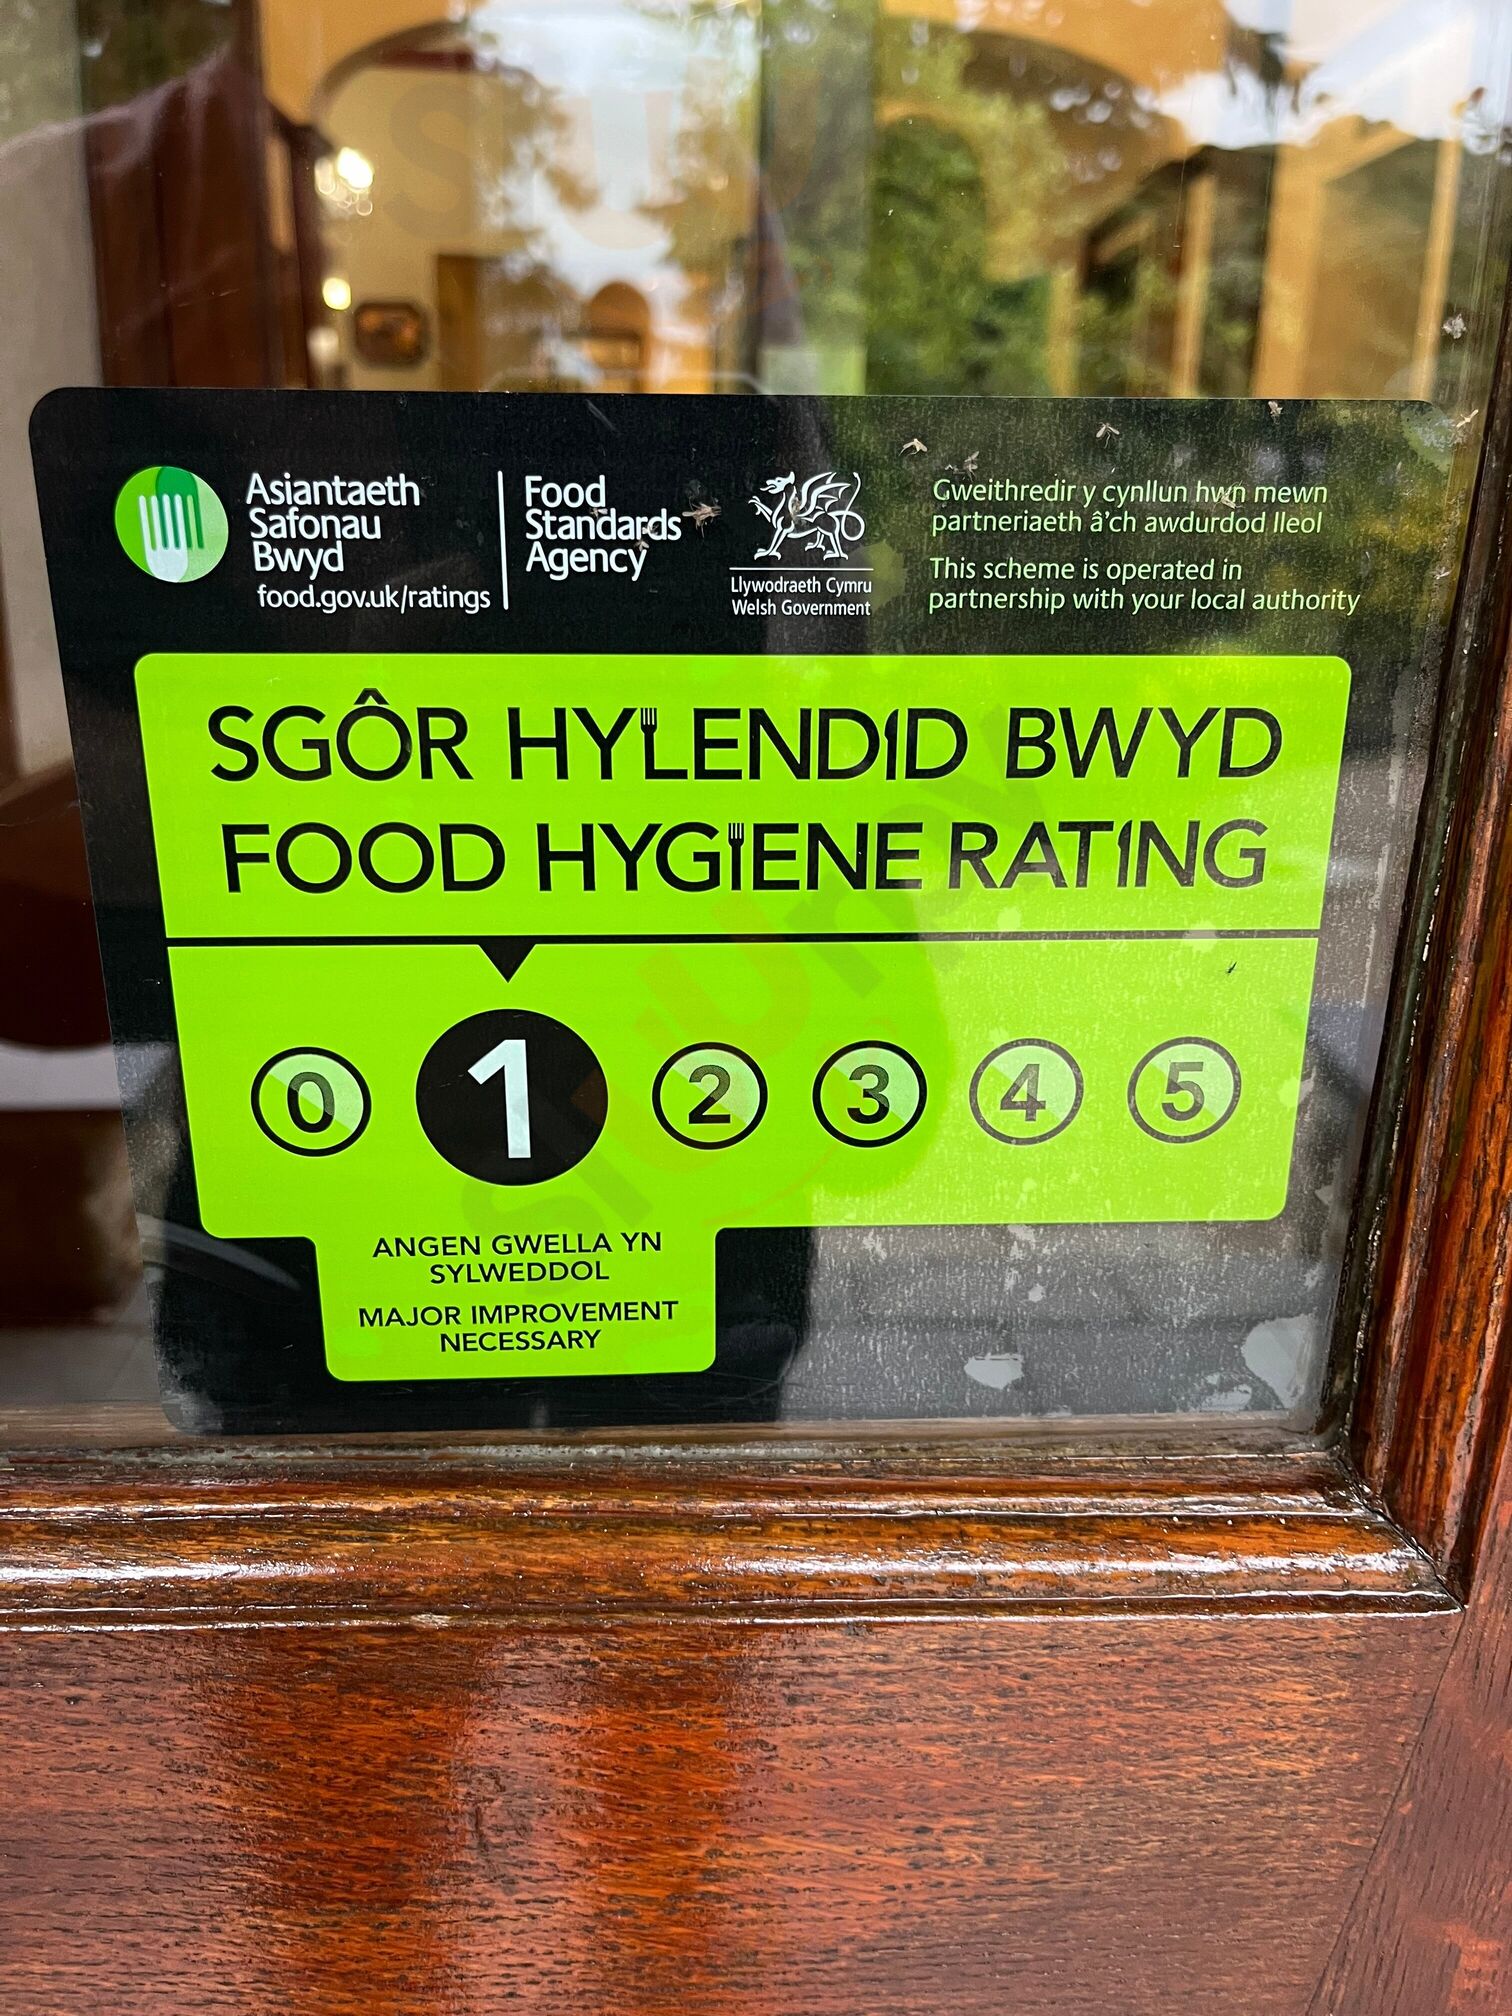 Asiantaeth
Safonau
Bwyd
food.gov.uk/ratings
Food
Standards
Agency
Llywodraeth Cymru
Welsh Government
Gweithredir y cynllun hwn mewn
partneriaeth â'ch awdurdod lleol
This scheme is operated in
partnership with your local authority
SGÔR HYLENDID BWYD
FOOD HYGIENE RATING
0 1 2 3 4 5
ANGEN GWELLA YN
SYLWEDDOL
MAJOR IMPROVEMENT
NECESSARY